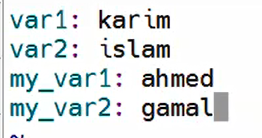 var1: karim
var2: islam
my_var1: ahmed
my_var2: gamal
~